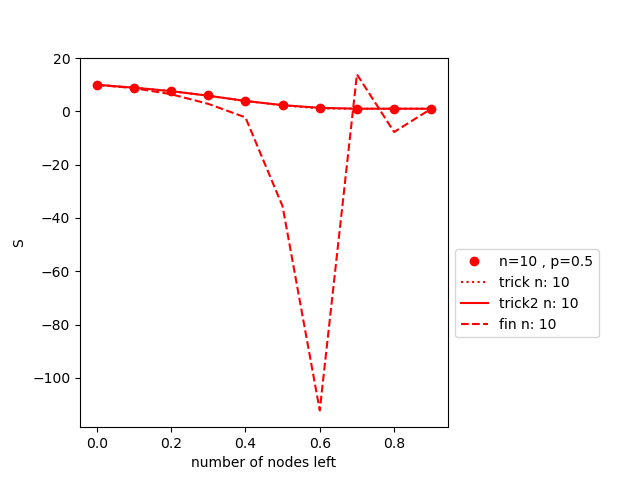 20
0
−20
−40
−60
−80
−100
S
0.0 0.2 0.4 0.6 0.8
number of nodes left
n=10 , p=0.5
trick n: 10
trick2 n: 10
fin n: 10